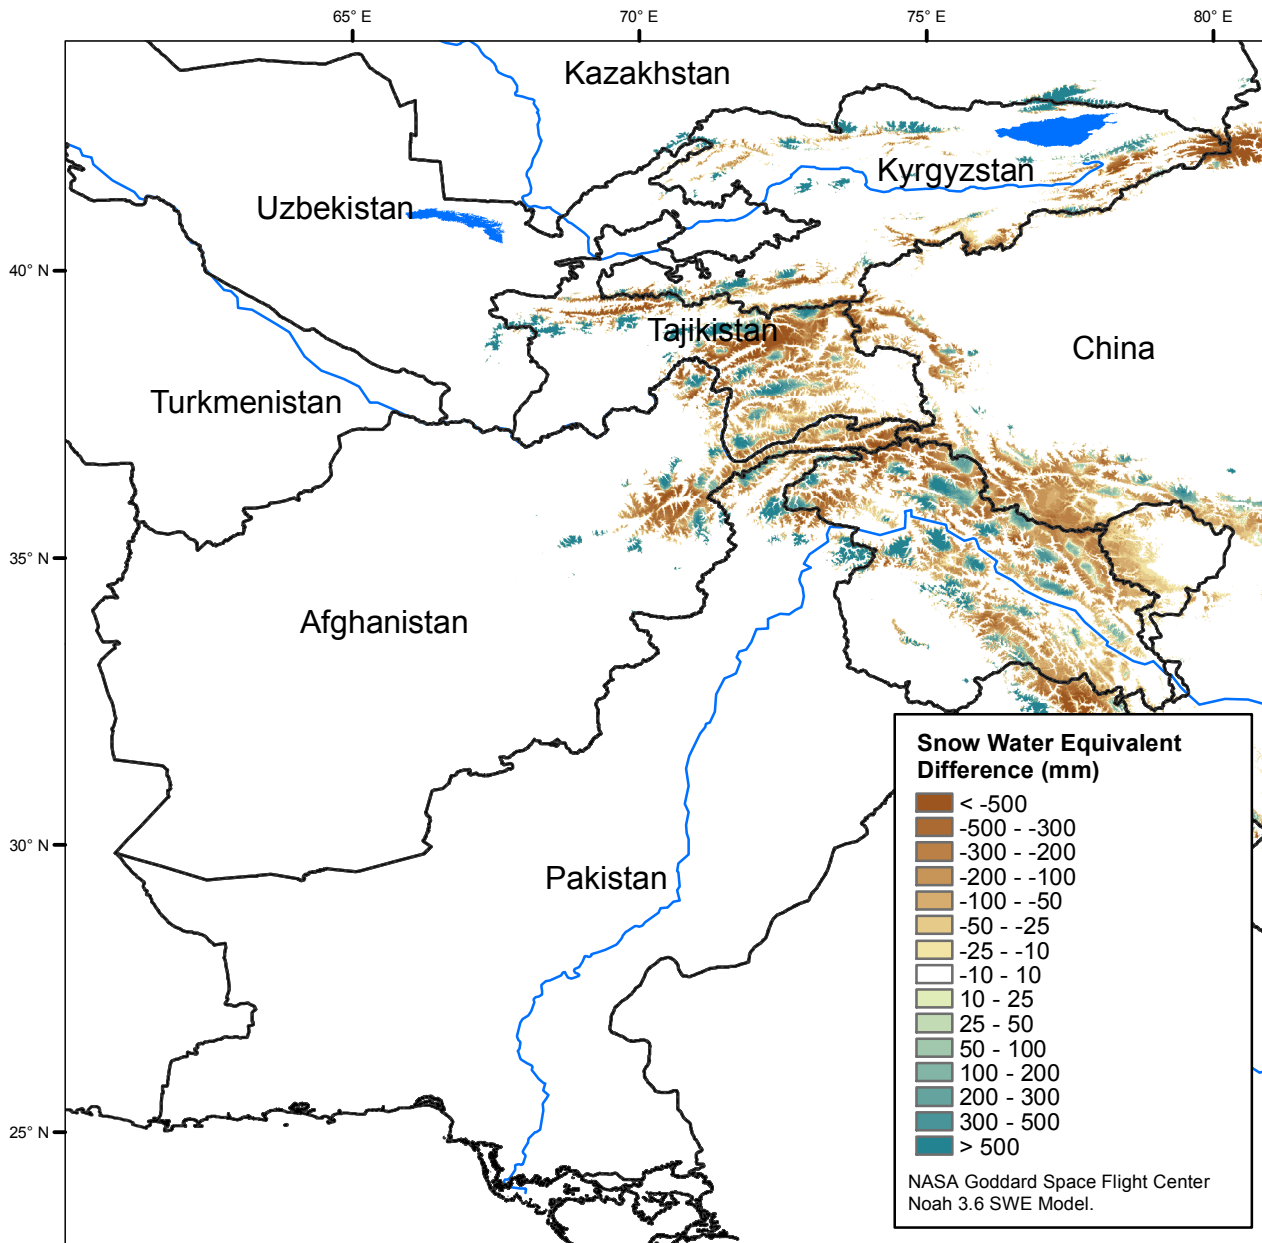 65° E
70° E
75° E
80° E
Kazakhstan
Kyrgyzstan
Uzbekistan
40° N
Tajikistan
China
Turkmenistan
35° N
Afghanistan
Snow Water Equivalent
Difference (mm)
< -500
-500 - -300
30° N
-300 - -200
Pakistan
-200 - -100
-100 - -50
-50 - -25
-25 - -10
-10 - 10
10 - 25
25 - 50
50 - 100
100 - 200
200 - 300
25° N
300 - 500
> 500
NASA Goddard Space Flight Center
Noah 3.6 SWE Model.